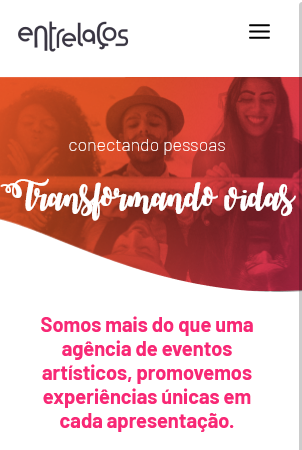 entrelaços
conectando pessoas
Transformando vidas
Somos mais do que uma
agência de eventos
artísticos, promovemos
experiências únicas em
cada apresentação.